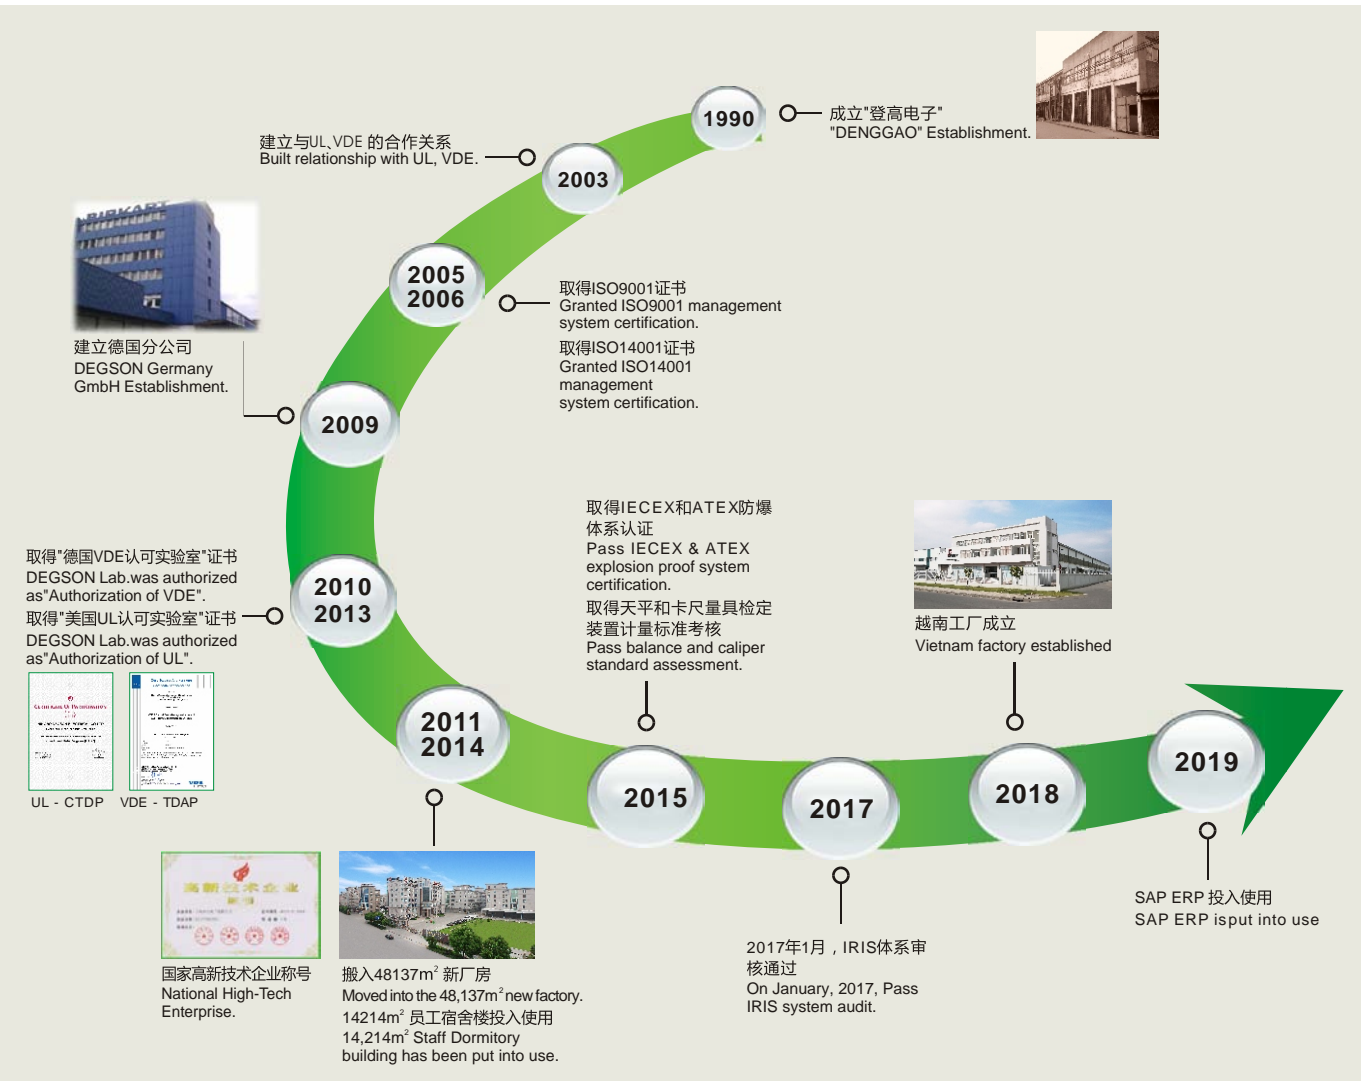 1990
成立"登高电子"
"DENGGAO" Establishment.
建立与UL、VDE 的合作关系
Built relationship with UL, VDE.
2003
2005
2006
取得ISO9001证书
Granted ISO9001 management
system certification.
取得ISO14001证书
Granted ISO14001
management
system certification.
建立德国分公司
DEGSON Germany
GmbH Establishment.
2009
取得"德国VDE认可实验室"证书
DEGSON Lab.was authorized
as"Authorization of VDE".
取得"美国UL认可实验室"证书
DEGSON Lab.was authorized
as"Authorization of UL".
2010
2013
UL - CTDP
VDE - TDAP
2011
2014
高新技术企业
证书
国家高新技术企业称号
National High-Tech
Enterprise.
搬入48137m² 新厂房
Moved into the 48,137m² new factory.
14214m² 员工宿舍楼投入使用
14,214m² Staff Dormitory
building has been put into use.
取得IECEX和ATEX防爆
体系认证
Pass IECEX & ATEX
explosion proof system
certification.
取得天平和卡尺量具检定
装置计量标准考核
Pass balance and caliper
standard assessment.
2015
2017
2017年1月，IRIS体系审
核通过
On January, 2017, Pass
IRIS system audit.
越南工厂成立
Vietnam factory established
2018
2019
SAP ERP 投入使用
SAP ERP isput into use